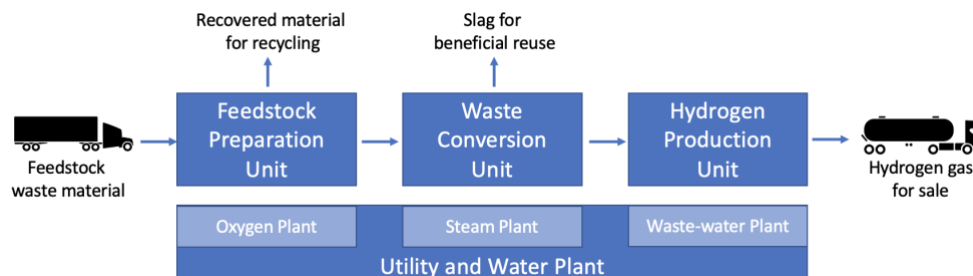 Recovered material
for recycling
Slag for
beneficial reuse
Feedstock
Preparation
Unit
Waste
Conversion
Unit
Hydrogen
Production
Unit
Feedstock
waste material
Hydrogen gas
for sale
Oxygen Plant
Steam Plant
Waste-water Plant
Utility and Water Plant